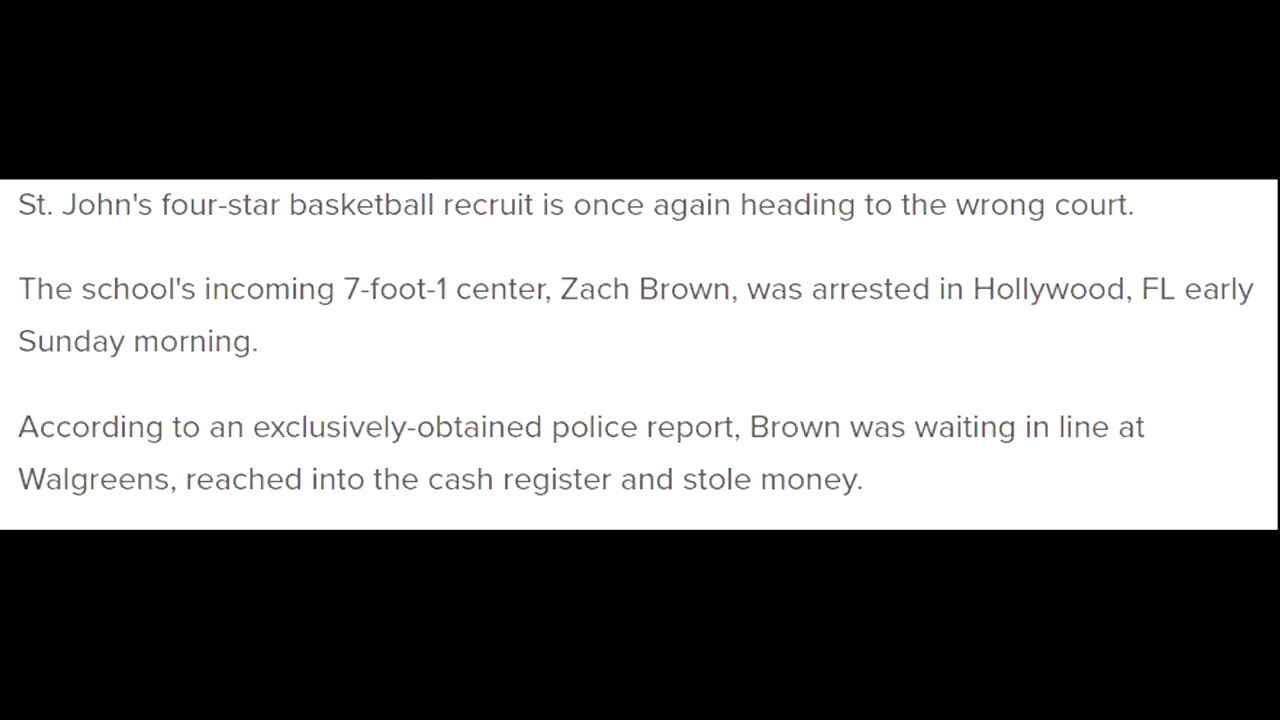 St. John's four-star basketball recruit is once again heading to the wrong court.
The school's incoming 7-foot-1 center, Zach Brown, was arrested in Hollywood, FL early
Sunday morning.
According to an exclusively-obtained police report, Brown was waiting in line at
Walgreens, reached into the cash register and stole money.